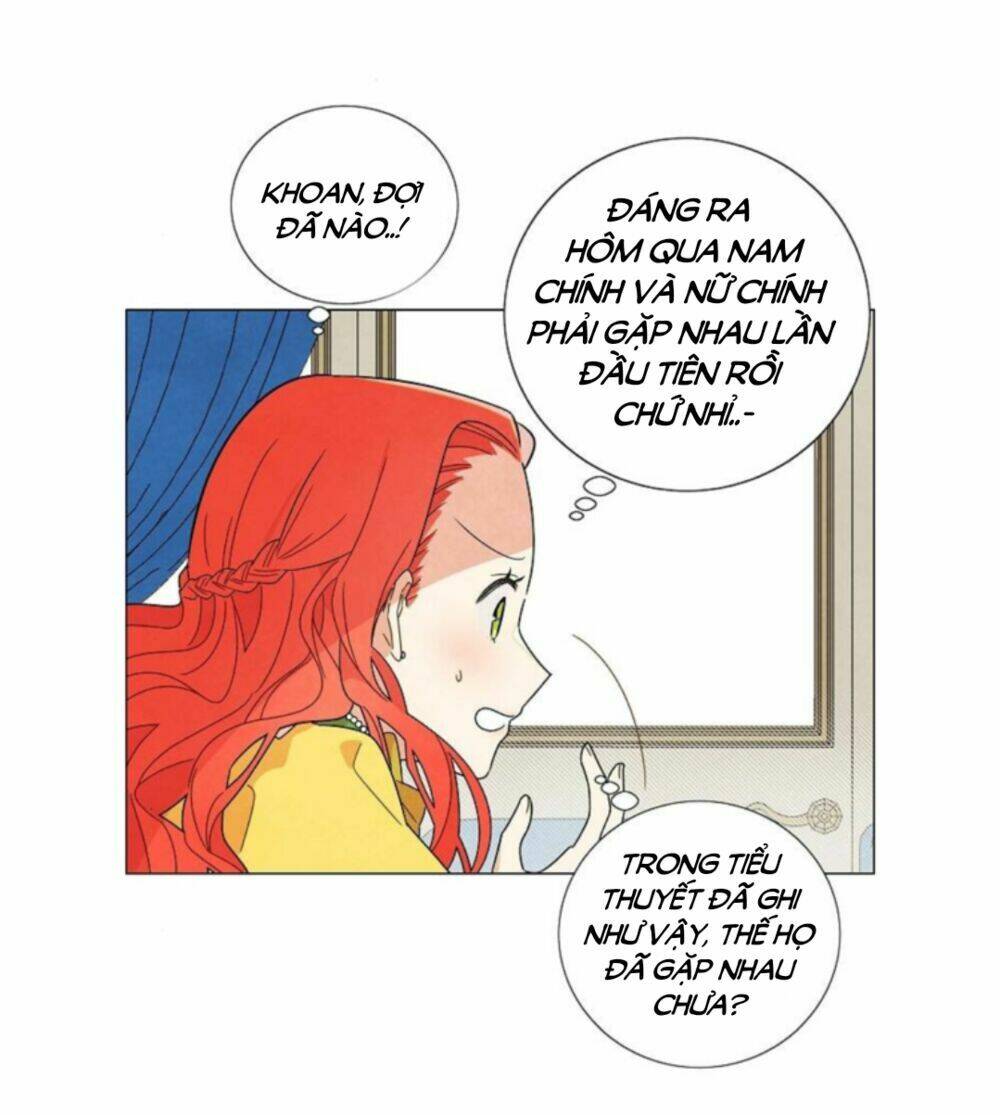 KHOAN, ĐỢI
ĐÃ NÀO..!
ĐÁNG RA
HÔM QUA NAM
CHÍNH VÀ NỮ CHÍNH
PHẢI GẶP NHAU LẦN
ĐẦU TIÊN RỒI
CHỨ NHỈ..-
TRONG TIỂU
THUYẾT ĐÃ GHI
NHƯ VẬY, THẾ HỌ
ĐÃ GẶP NHAU
CHƯA?